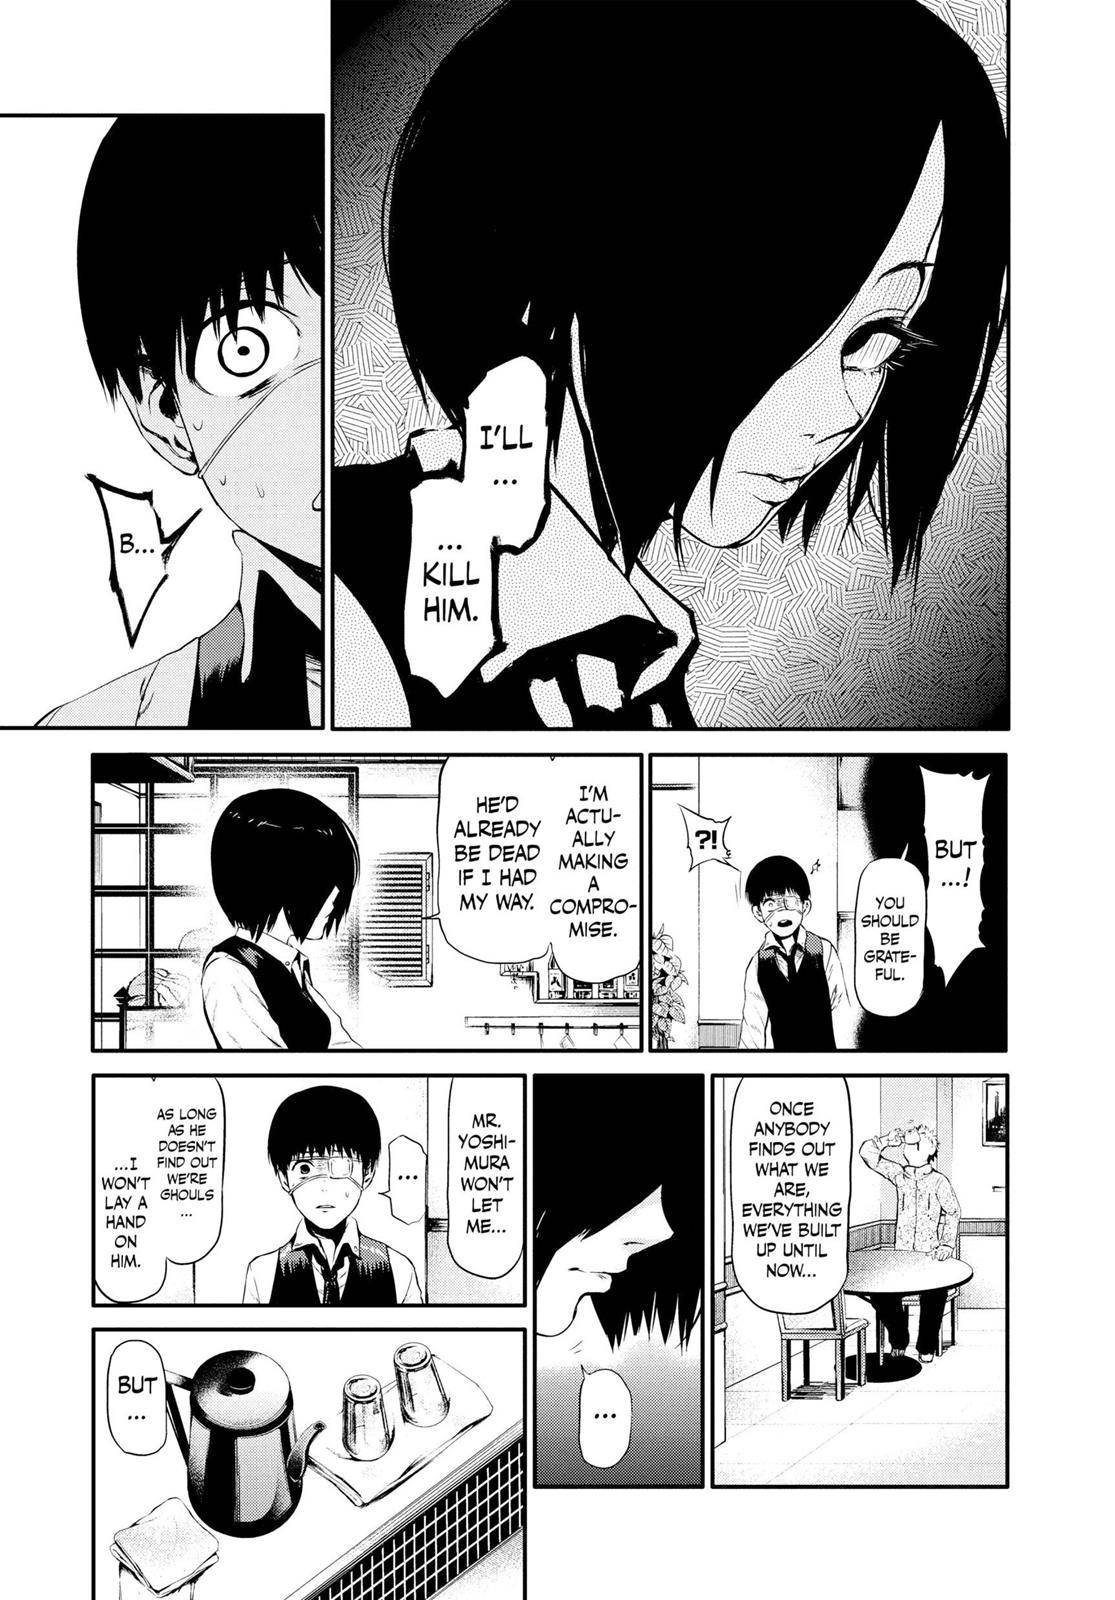 I'LL
...
...
KILL
HIM.
B...
BUT
...!
YOU
SHOULD
BE
GRATE-
FUL.
?!
I'M
ACTU-
ALLY
MAKING
A
COMPRO-
MISE.
HE'D
ALREADY
BE DEAD
IF I HAD
MY WAY.
ONCE
ANYBODY
FINDS OUT
WHAT WE
ARE,
EVERYTHING
WE'VE BUILT
UP UNTIL
NOW...
...
MR.
YOSHI-
MURA
WON'T
LET
ME...
...
AS LONG
AS HE
DOESN'T
FIND OUT
WE'RE
GHOULS
...
...I
WON'T
LAY A
HAND
ON
HIM.
BUT
...